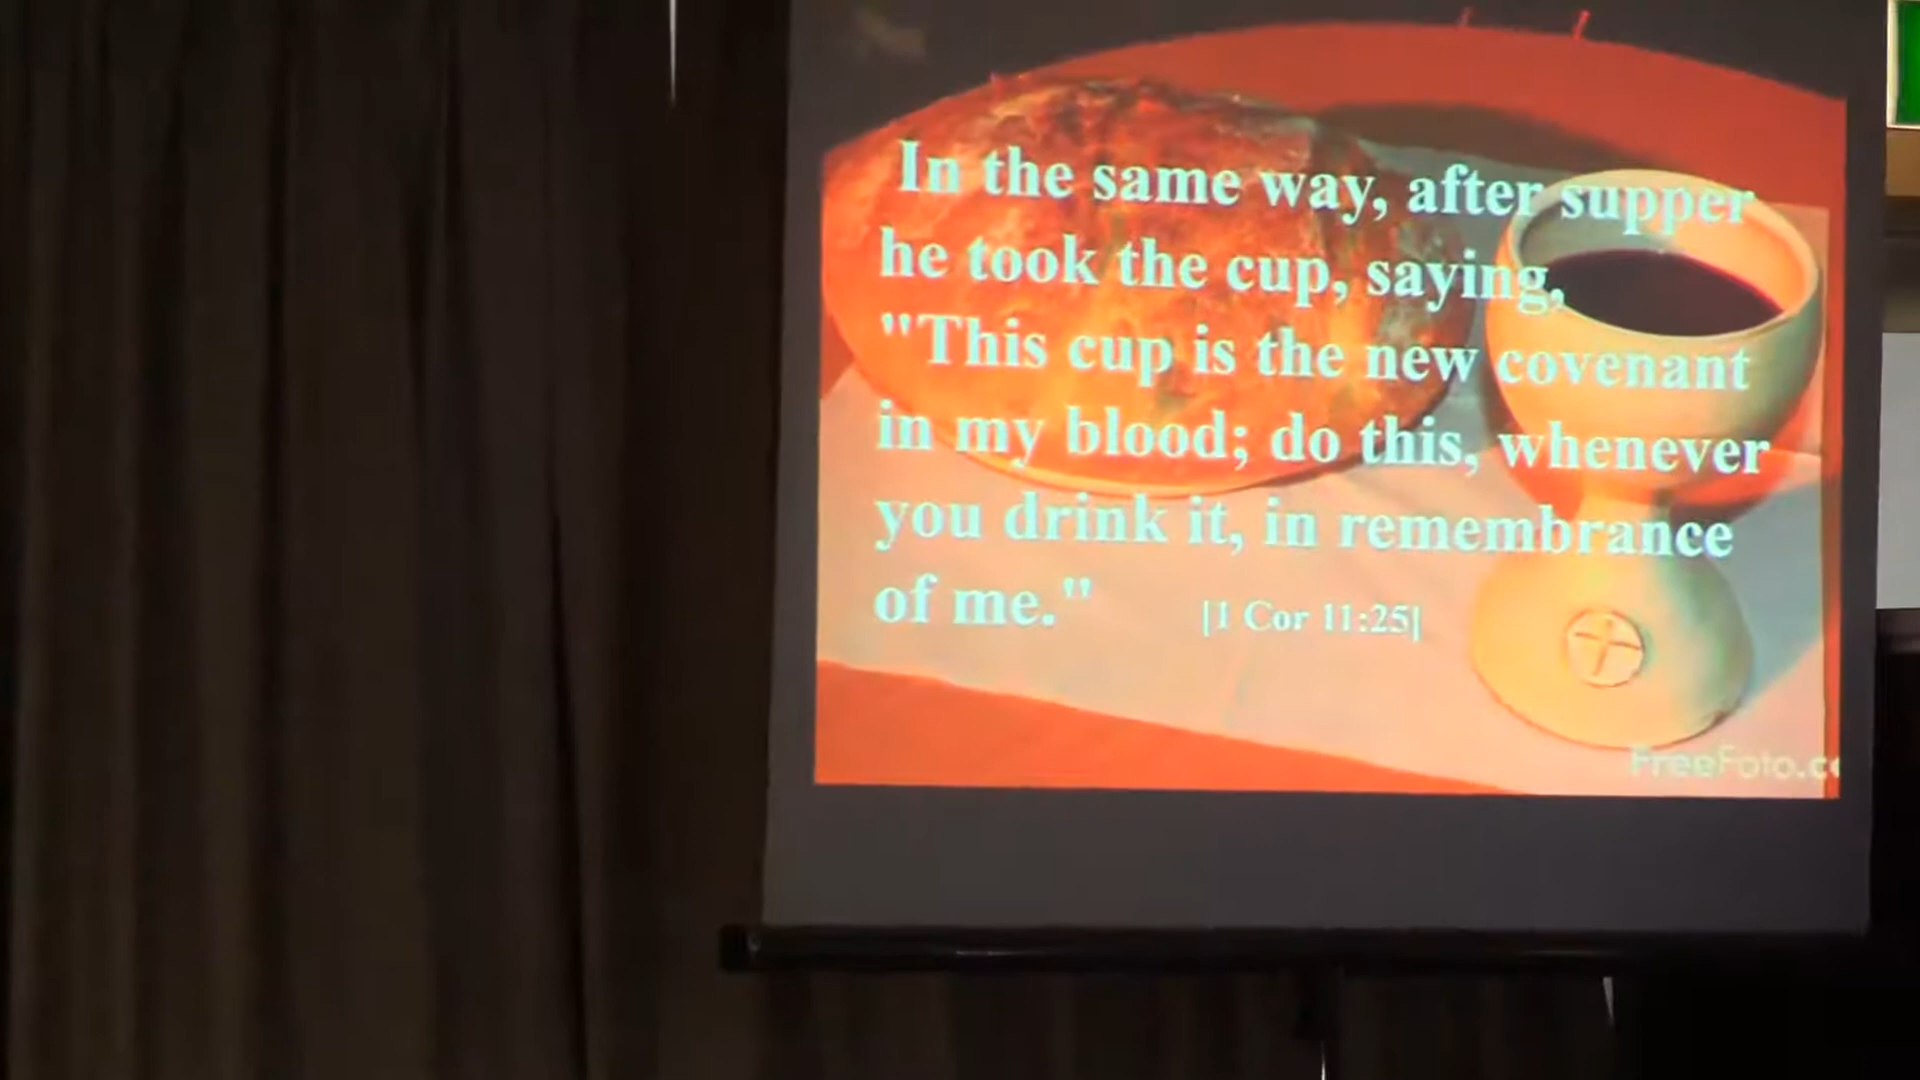 In the same way, after supper
he took the cup, saying,
"This cup is the new covenant
in my blood; do this, whenever
you drink it, in remembrance
of me."
[1 Cor 11:25]
FreeFoto.c